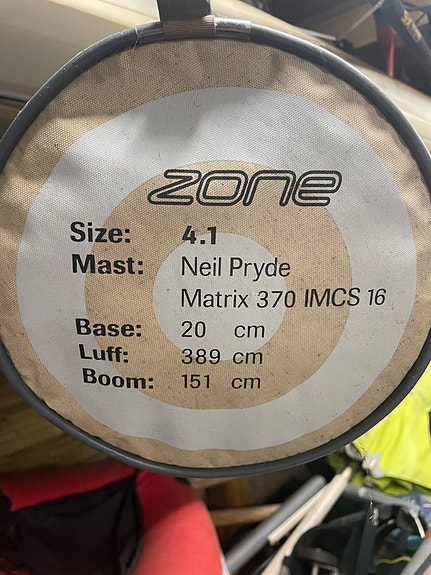 zone
Size: 4.1
Mast: Neil Pryde
Matrix 370 IMCS 16
Base: 20 cm
Luff: 389 cm
Boom: 151 cm